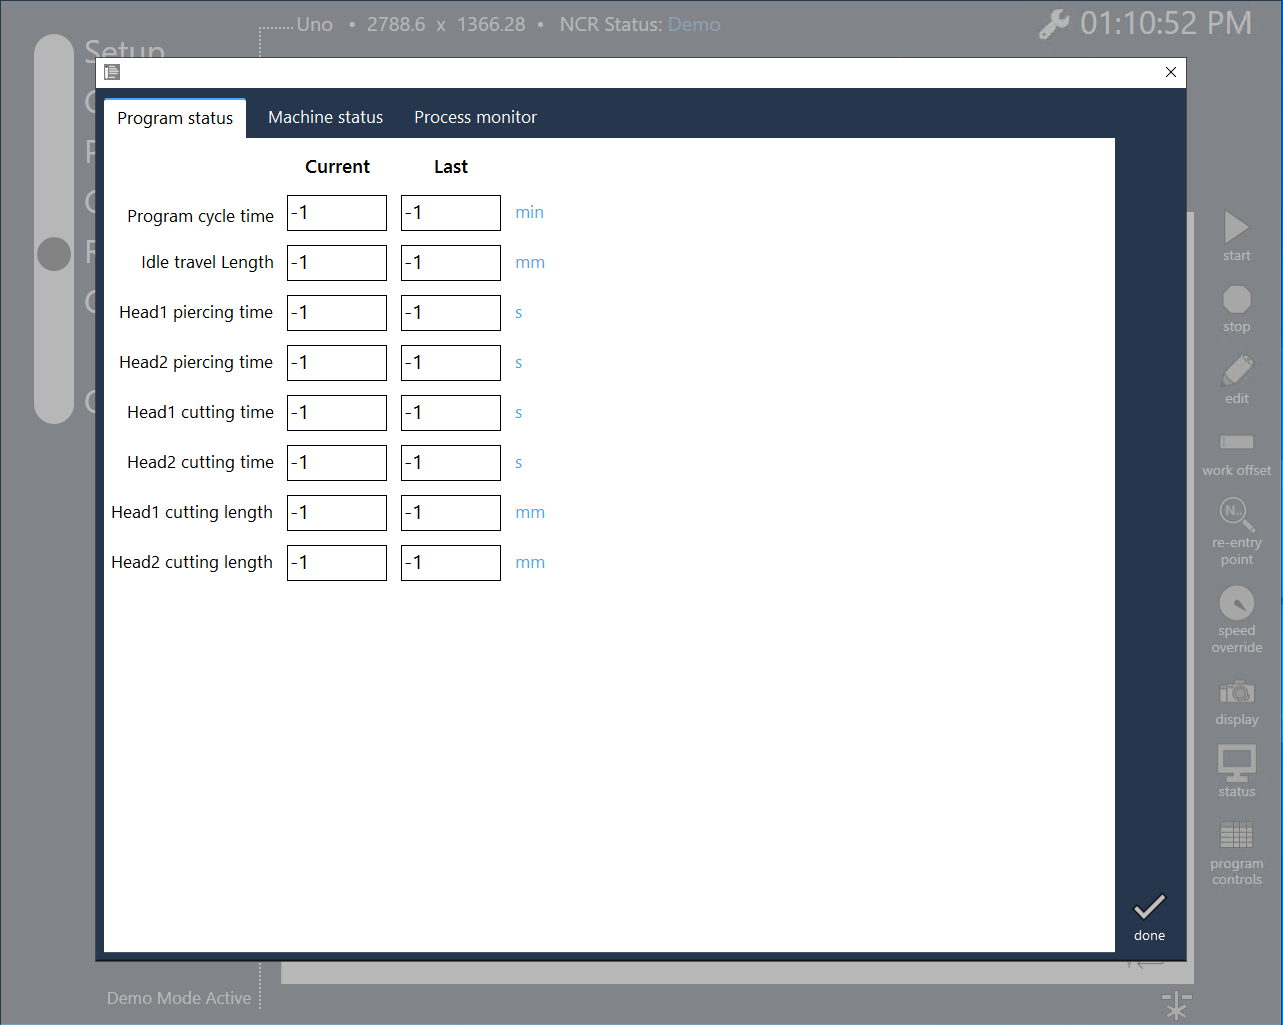 Uno • 2788.6 x 1366.28 • NCR Status: Demo
01:10:52 PM
Setup
Program status
Machine status
Process monitor
Current Last
Program cycle time -1 -1 min
Idle travel Length -1 -1 mm
Head1 piercing time -1 -1 s
Head2 piercing time -1 -1 s
Head1 cutting time -1 -1 s
Head2 cutting time -1 -1 s
Head1 cutting length -1 -1 mm
Head2 cutting length -1 -1 mm
done
start
stop
edit
work offset
N..
re-entry
point
speed
override
display
status
program
controls
Demo Mode Active